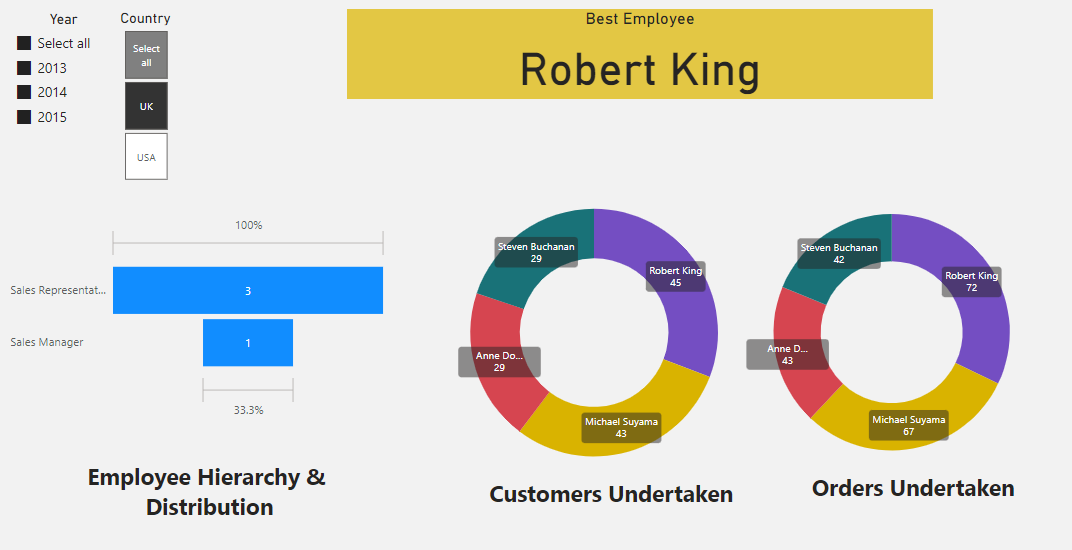 Year
Select all
2013
2014
2015
Country
Select
all
UK
USA
Best Employee
Robert King
100%
Sales Representat...
3
Sales Manager
1
33.3%
Employee Hierarchy &
Distribution
Steven Buchanan
29
Robert King
45
Anne Do...
29
Michael Suyama
43
Customers Undertaken
Steven Buchanan
42
Robert King
72
Anne D...
43
Michael Suyama
67
Orders Undertaken